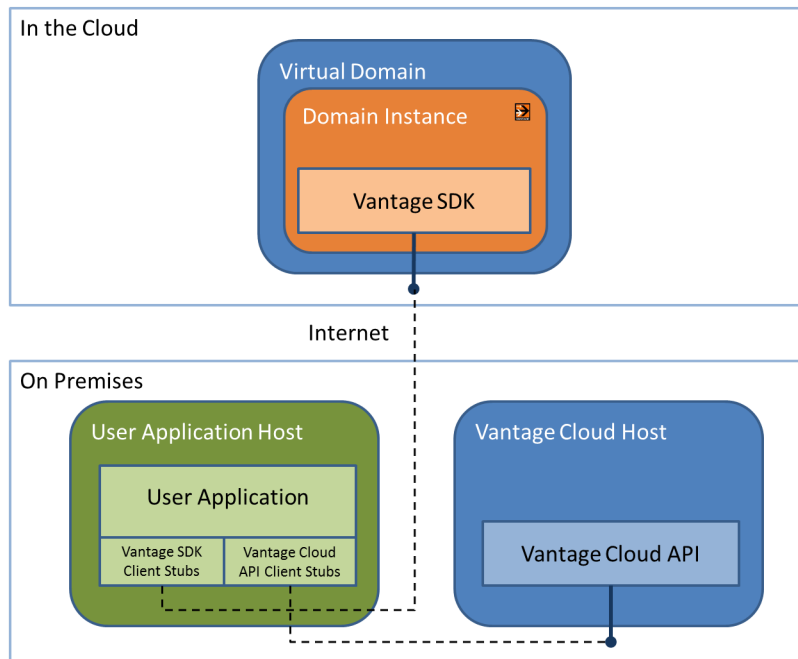 In the Cloud
Virtual Domain
Domain Instance
Vantage SDK
Internet
On Premises
User Application Host
User Application
Vantage SDK
Client Stubs
Vantage Cloud
API Client Stubs
Vantage Cloud Host
Vantage Cloud API